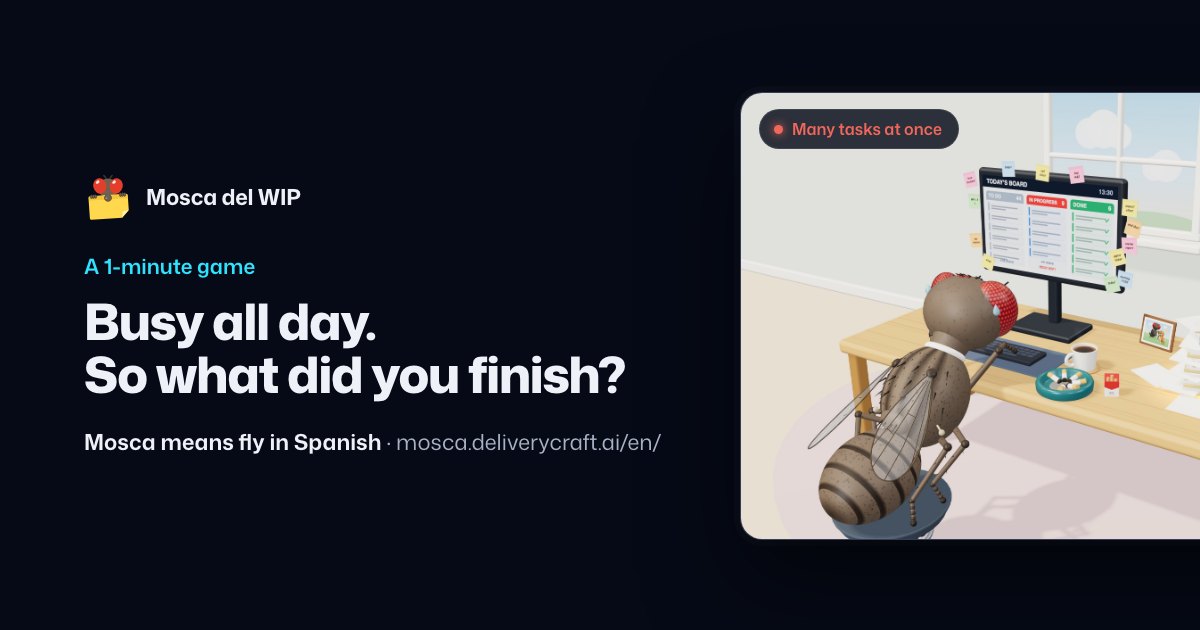 Mosca del WIP
A 1-minute game
Busy all day.
So what did you finish?
Mosca means fly in Spanish · mosca.deliverycraft.ai/en/
Many tasks at once
TODAY'S BOARD
13:30
IN PROGRESS
DONE